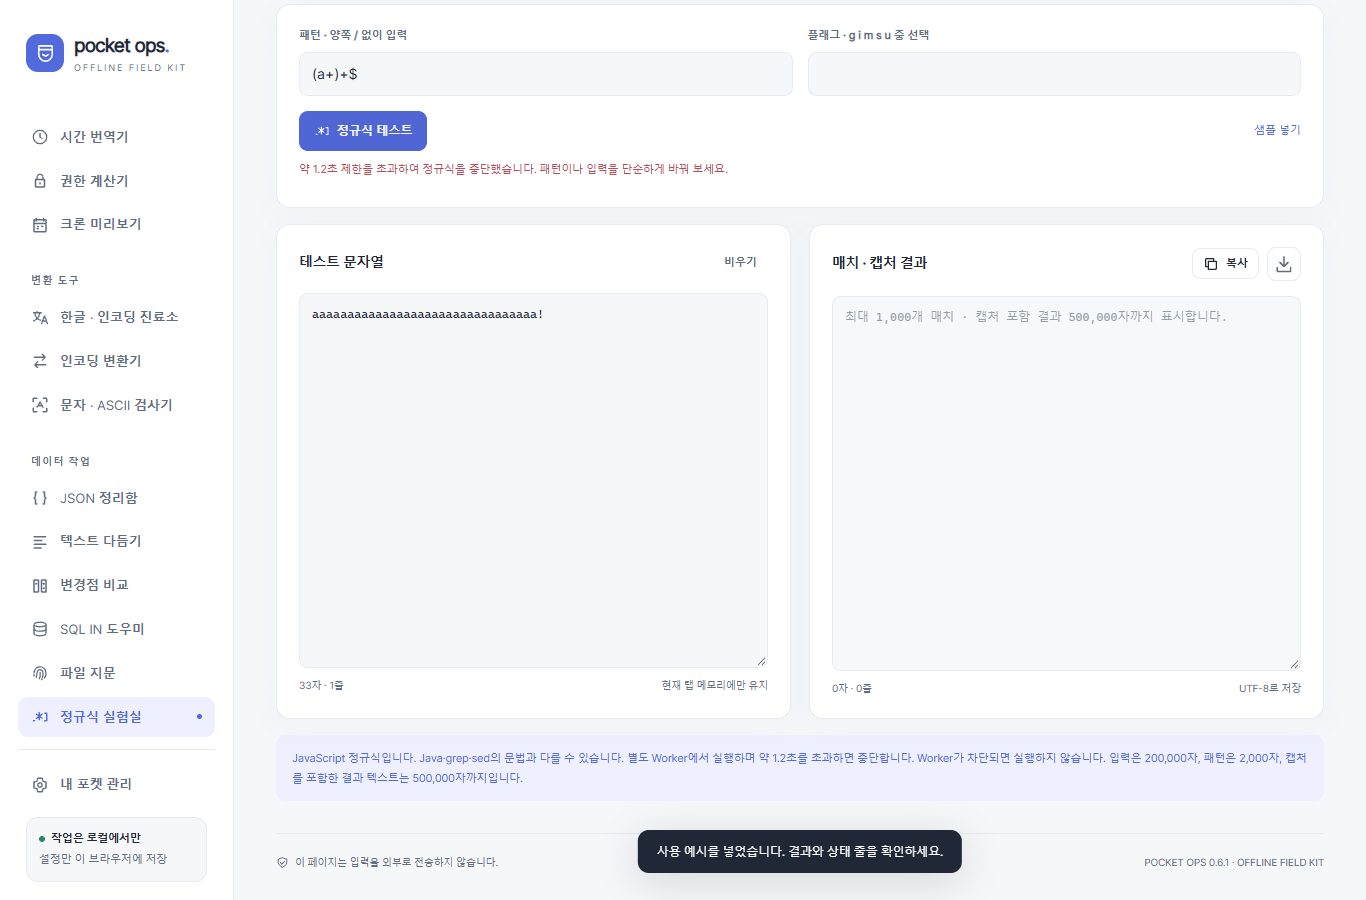 pocket ops.
OFFLINE FIELD KIT
시간 번역기
권한 계산기
크론 미리보기
변환 도구
한글 · 인코딩 진료소
인코딩 변환기
문자 · ASCII 검사기
데이터 작업
JSON 정리함
텍스트 다듬기
변경점 비교
SQL IN 도우미
파일 지문
정규식 실험실
내 포켓 관리
작업은 로컬에서만
설정만 이 브라우저에 저장
패턴 · 양쪽 / 없이 입력
플래그 · g i m s u 중 선택
(a+)+$
정규식 테스트
샘플 넣기
약 1.2초 제한을 초과하여 정규식을 중단했습니다. 패턴이나 입력을 단순하게 바꿔 보세요.
테스트 문자열
비우기
매치 · 캡처 결과
복사
aaaaaaaaaaaaaaaaaaaaaaaaaaaaaaaa!
최대 1,000개 매치 · 캡처 포함 결과 500,000자까지 표시합니다.
33자 · 1줄
현재 탭 메모리에만 유지
0자 · 0줄
UTF-8로 저장
JavaScript 정규식입니다. Java·grep·sed의 문법과 다를 수 있습니다. 별도 Worker에서 실행하며 약 1.2초를 초과하면 중단합니다. Worker가 차단되면 실행하지 않습니다. 입력은 200,000자, 패턴은 2,000자, 캡처
를 포함한 결과 텍스트는 500,000자까지입니다.
사용 예시를 넣었습니다. 결과와 상태 줄을 확인하세요.
이 페이지는 입력을 외부로 전송하지 않습니다.
POCKET OPS 0.6.1 · OFFLINE FIELD KIT